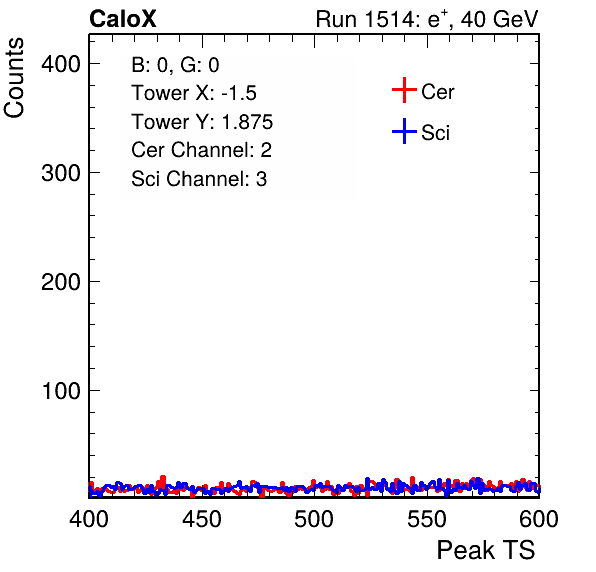 CaloX
Run 1514: e⁺, 40 GeV
Counts
B: 0, G: 0
Tower X: -1.5
Tower Y: 1.875
Cer Channel: 2
Sci Channel: 3
Cer
Sci
400
300
200
100
400 450 500 550 600
Peak TS